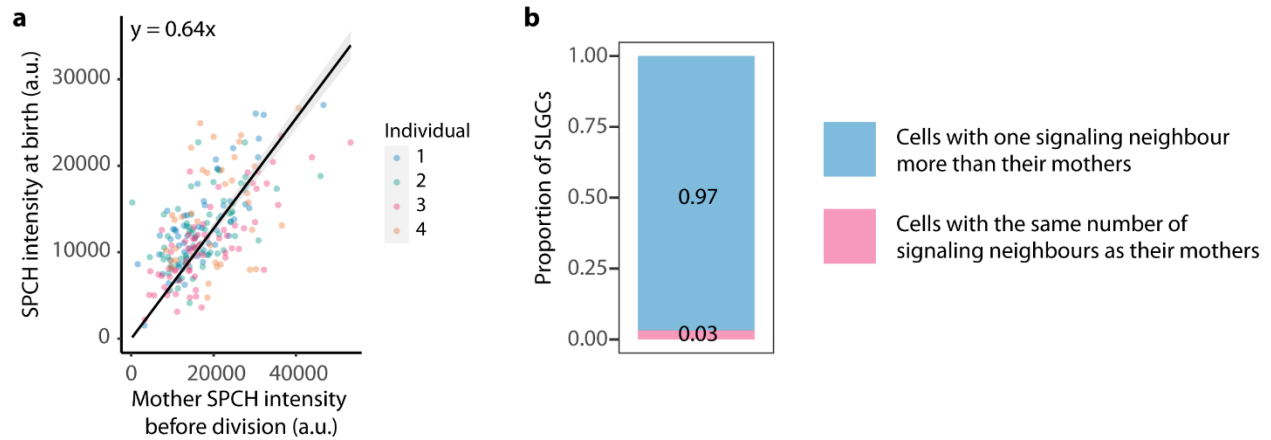 a
y = 0.64x
SPCH intensity at birth (a.u.)
30000
20000
10000
0
0
20000
40000
Mother SPCH intensity
before division (a.u.)
Individual
1
2
3
4
b
Proportion of SLGCs
1.00
0.75
0.50
0.25
0.00
0.97
0.03
Cells with one signaling neighbour
more than their mothers
Cells with the same number of
signaling neighbours as their mothers